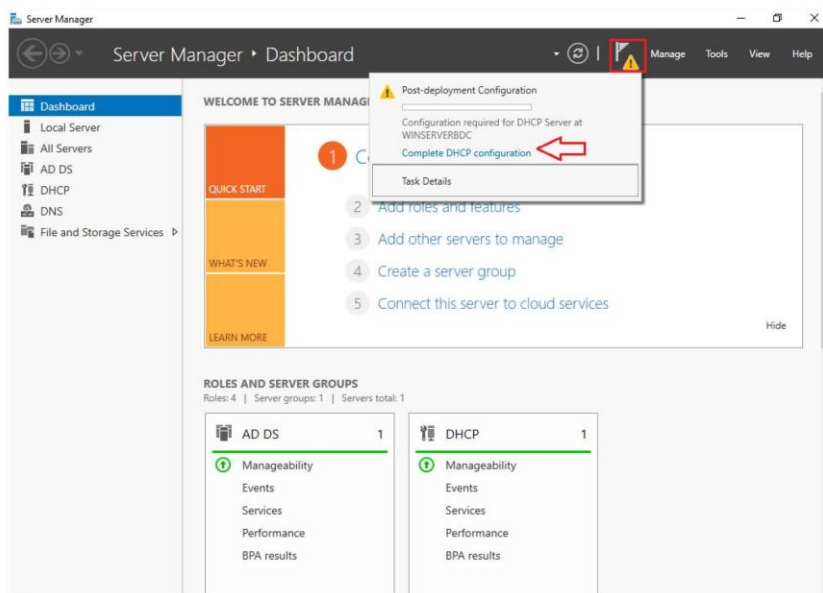 Server Manager
Server Manager • Dashboard
Manage Tools View Help
Dashboard
Local Server
All Servers
AD DS
DHCP
DNS
File and Storage Services
WELCOME TO SERVER MANAG
Post-deployment Configuration
Configuration required for DHCP Server at
WINSERVERBDC
Complete DHCP configuration
Task Details
QUICK START
WHAT'S NEW
LEARN MORE
1 C
2 Add roles and features
3 Add other servers to manage
4 Create a server group
5 Connect this server to cloud services
Hide
ROLES AND SERVER GROUPS
Roles: 4 | Server groups: 1 | Servers total: 1
AD DS 1
Manageability
Events
Services
Performance
BPA results
DHCP 1
Manageability
Events
Services
Performance
BPA results